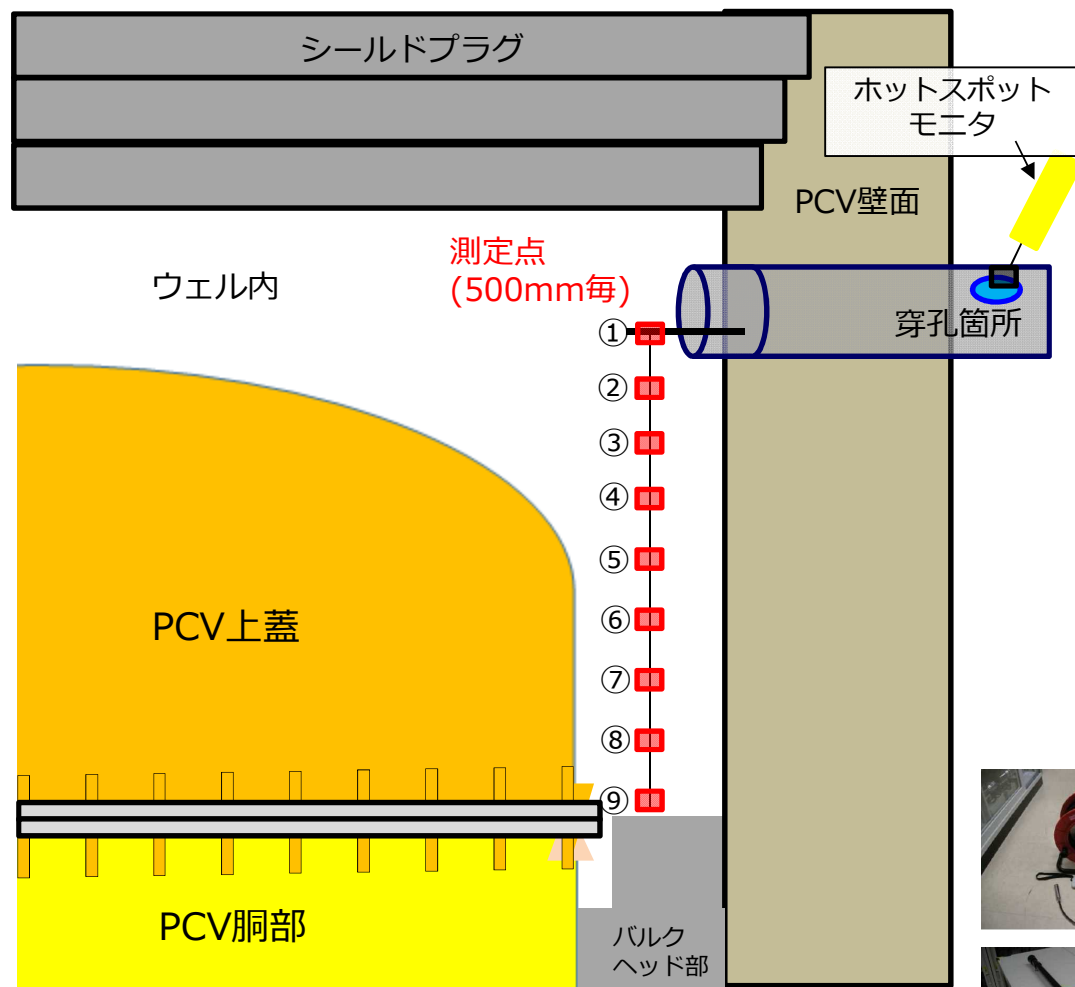 シールドプラグ
ホットスポット
モニタ
PCV壁面
測定点
(500mm毎)
ウェル内
穿孔箇所
①
②
③
④
⑤
⑥
⑦
⑧
⑨
PCV上蓋
PCV胴部
バルク
ヘッド部